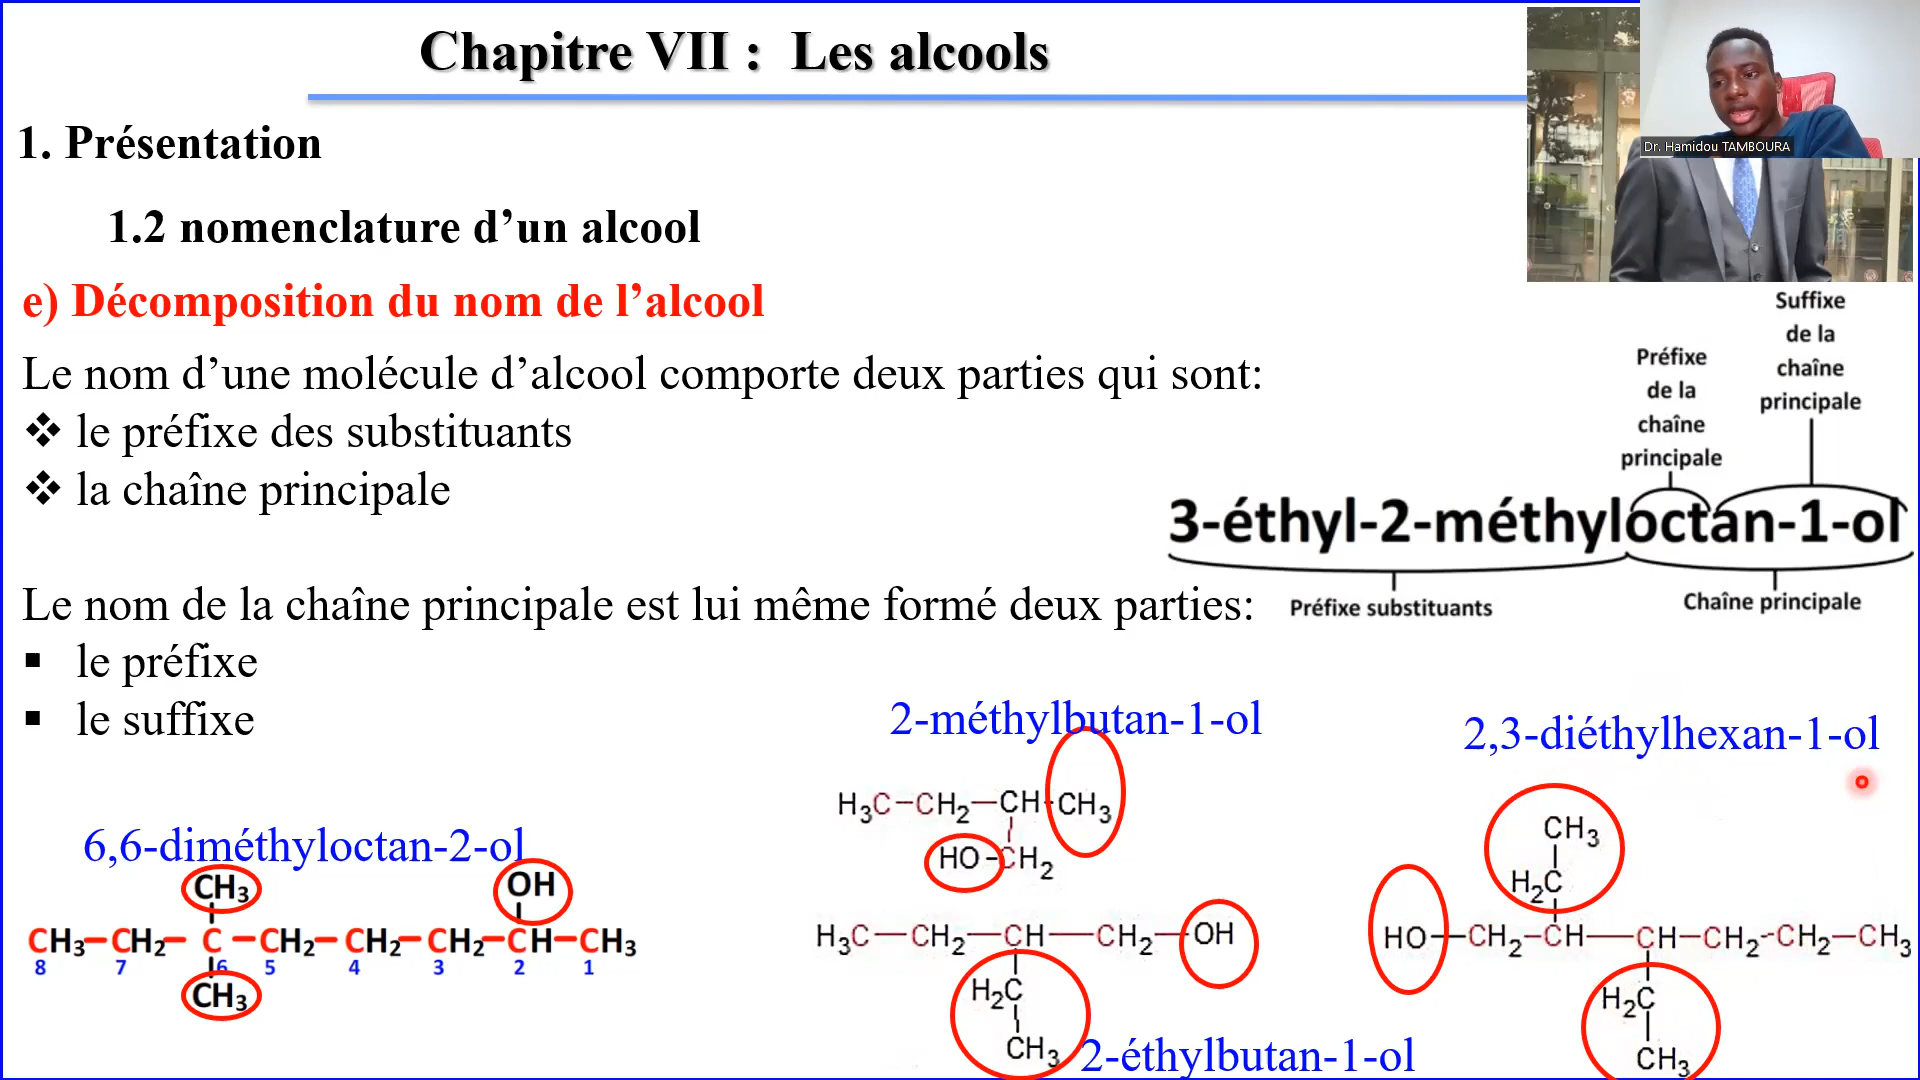 Chapitre VII : Les alcools
Dr. Hamidou TAMBOURA
1. Présentation
1.2 nomenclature d’un alcool
e) Décomposition du nom de l’alcool
Le nom d’une molécule d’alcool comporte deux parties qui sont:
❖ le préfixe des substituants
❖ la chaîne principale
Suffixe
de la
chaîne
principale
Préfixe
de la
chaîne
principale
3-éthyl-2-méthyloctan-1-ol
Préfixe substituants
Chaîne principale
Le nom de la chaîne principale est lui même formé deux parties:
▪ le préfixe
▪ le suffixe
6,6-diméthyloctan-2-ol
CH3 OH
CH3–CH2–C–CH2–CH2–CH2–CH–CH3
8 7 6 5 4 3 2 1
CH3
2-méthylbutan-1-ol
H3C–CH2–CH–CH3
HO–CH2
H3C–CH2–CH–CH2–OH
H2C
CH3
2-éthylbutan-1-ol
2,3-diéthylhexan-1-ol
CH3
H2C
HO–CH2–CH–CH–CH2–CH2–CH3
H2C
CH3